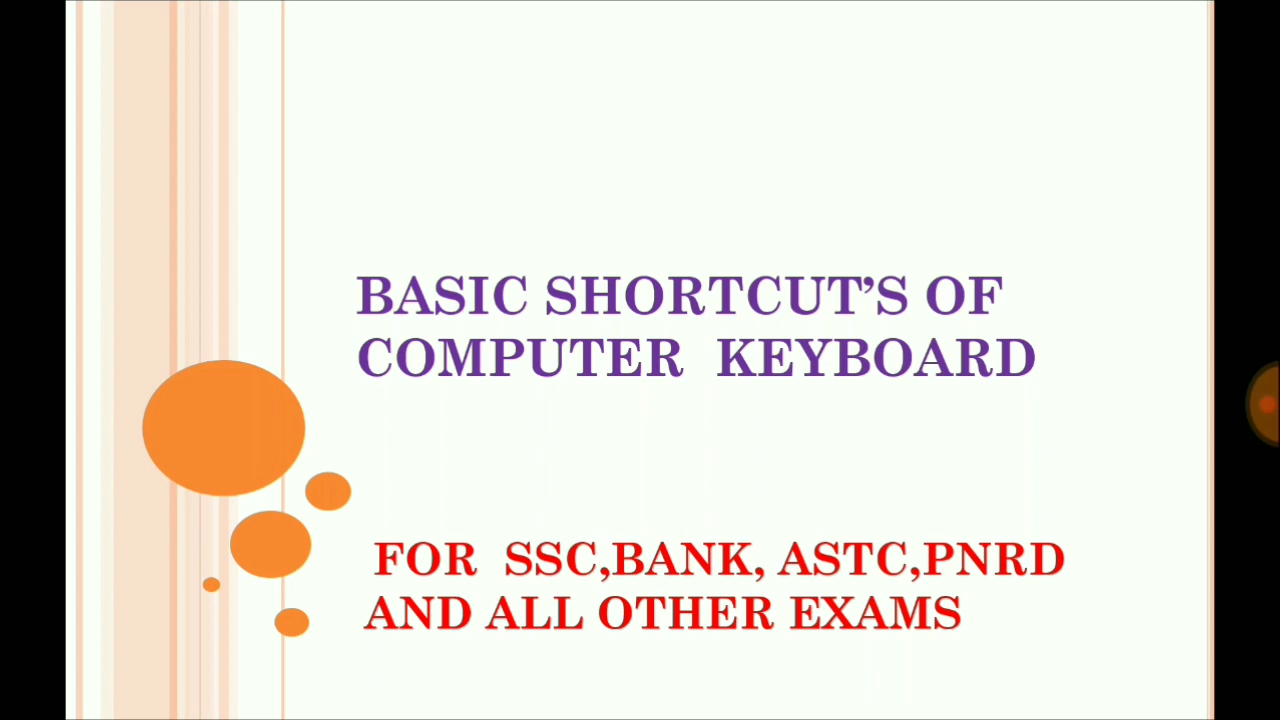 BASIC SHORTCUT’S OF
COMPUTER KEYBOARD
FOR SSC,BANK, ASTC,PNRD
AND ALL OTHER EXAMS